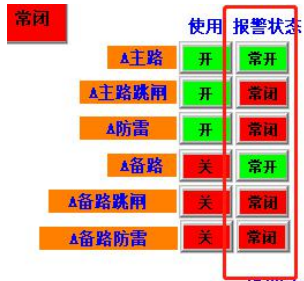 常闭
使用 报警状态
A主路 开 常开
A主路跳闸 开 常闭
A防雷 开 常闭
A备路 关 常开
A备路跳闸 关 常闭
A备路防雷 关 常闭